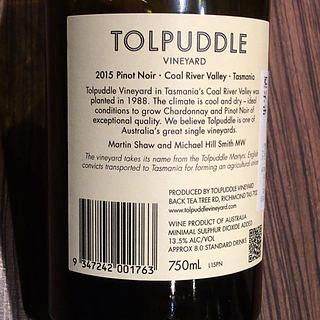 TOLPUDDLE
VINEYARD
2015 Pinot Noir · Coal River Valley · Tasmania
Tolpuddle Vineyard in Tasmania's Coal River Valley was
planted in 1988. The climate is cool and dry – ideal
conditions to grow Chardonnay and Pinot Noir of
exceptional quality. We believe Tolpuddle is one of
Australia's great single vineyards.
Martin Shaw and Michael Hill Smith MW
The vineyard takes its name from the Tolpuddle Martyrs: English
convicts transported to Tasmania for forming an agricultural union.
PRODUCED BY TOLPUDDLE VINEYARD
BACK TEA TREE RD, RICHMOND TAS
www.tolpuddlevineyard.com
WINE PRODUCT OF AUSTRALIA
MINIMAL SULPHUR DIOXIDE ADDED
13.5% ALC/VOL
APPROX 8.0 STANDARD DRINKS
9 347242 001763
750mL L15PN